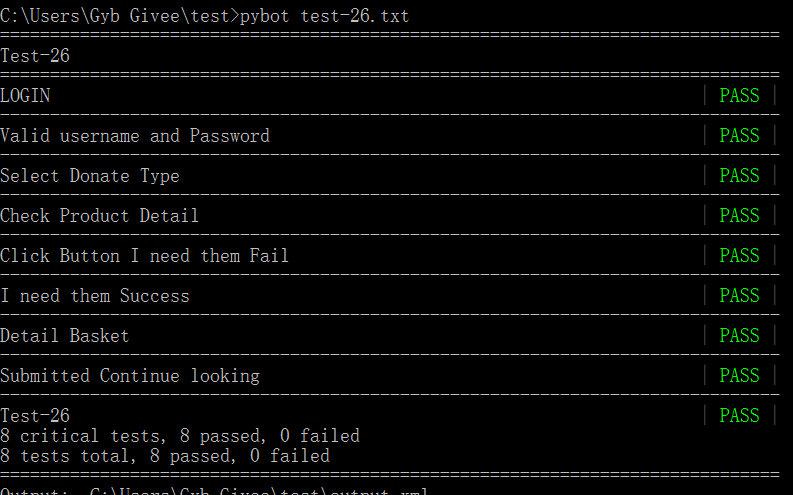 C:\Users\Gyb Givee\test>pybot test-26.txt
==============================================================================
Test-26
==============================================================================
LOGIN | PASS |
------------------------------------------------------------------------------
Valid username and Password | PASS |
------------------------------------------------------------------------------
Select Donate Type | PASS |
------------------------------------------------------------------------------
Check Product Detail | PASS |
------------------------------------------------------------------------------
Click Button I need them Fail | PASS |
------------------------------------------------------------------------------
I need them Success | PASS |
------------------------------------------------------------------------------
Detail Basket | PASS |
------------------------------------------------------------------------------
Submitted Continue looking | PASS |
------------------------------------------------------------------------------
Test-26 | PASS |
8 critical tests, 8 passed, 0 failed
8 tests total, 8 passed, 0 failed
==============================================================================
Output: C:\Users\Gyb Givee\test\output.xml